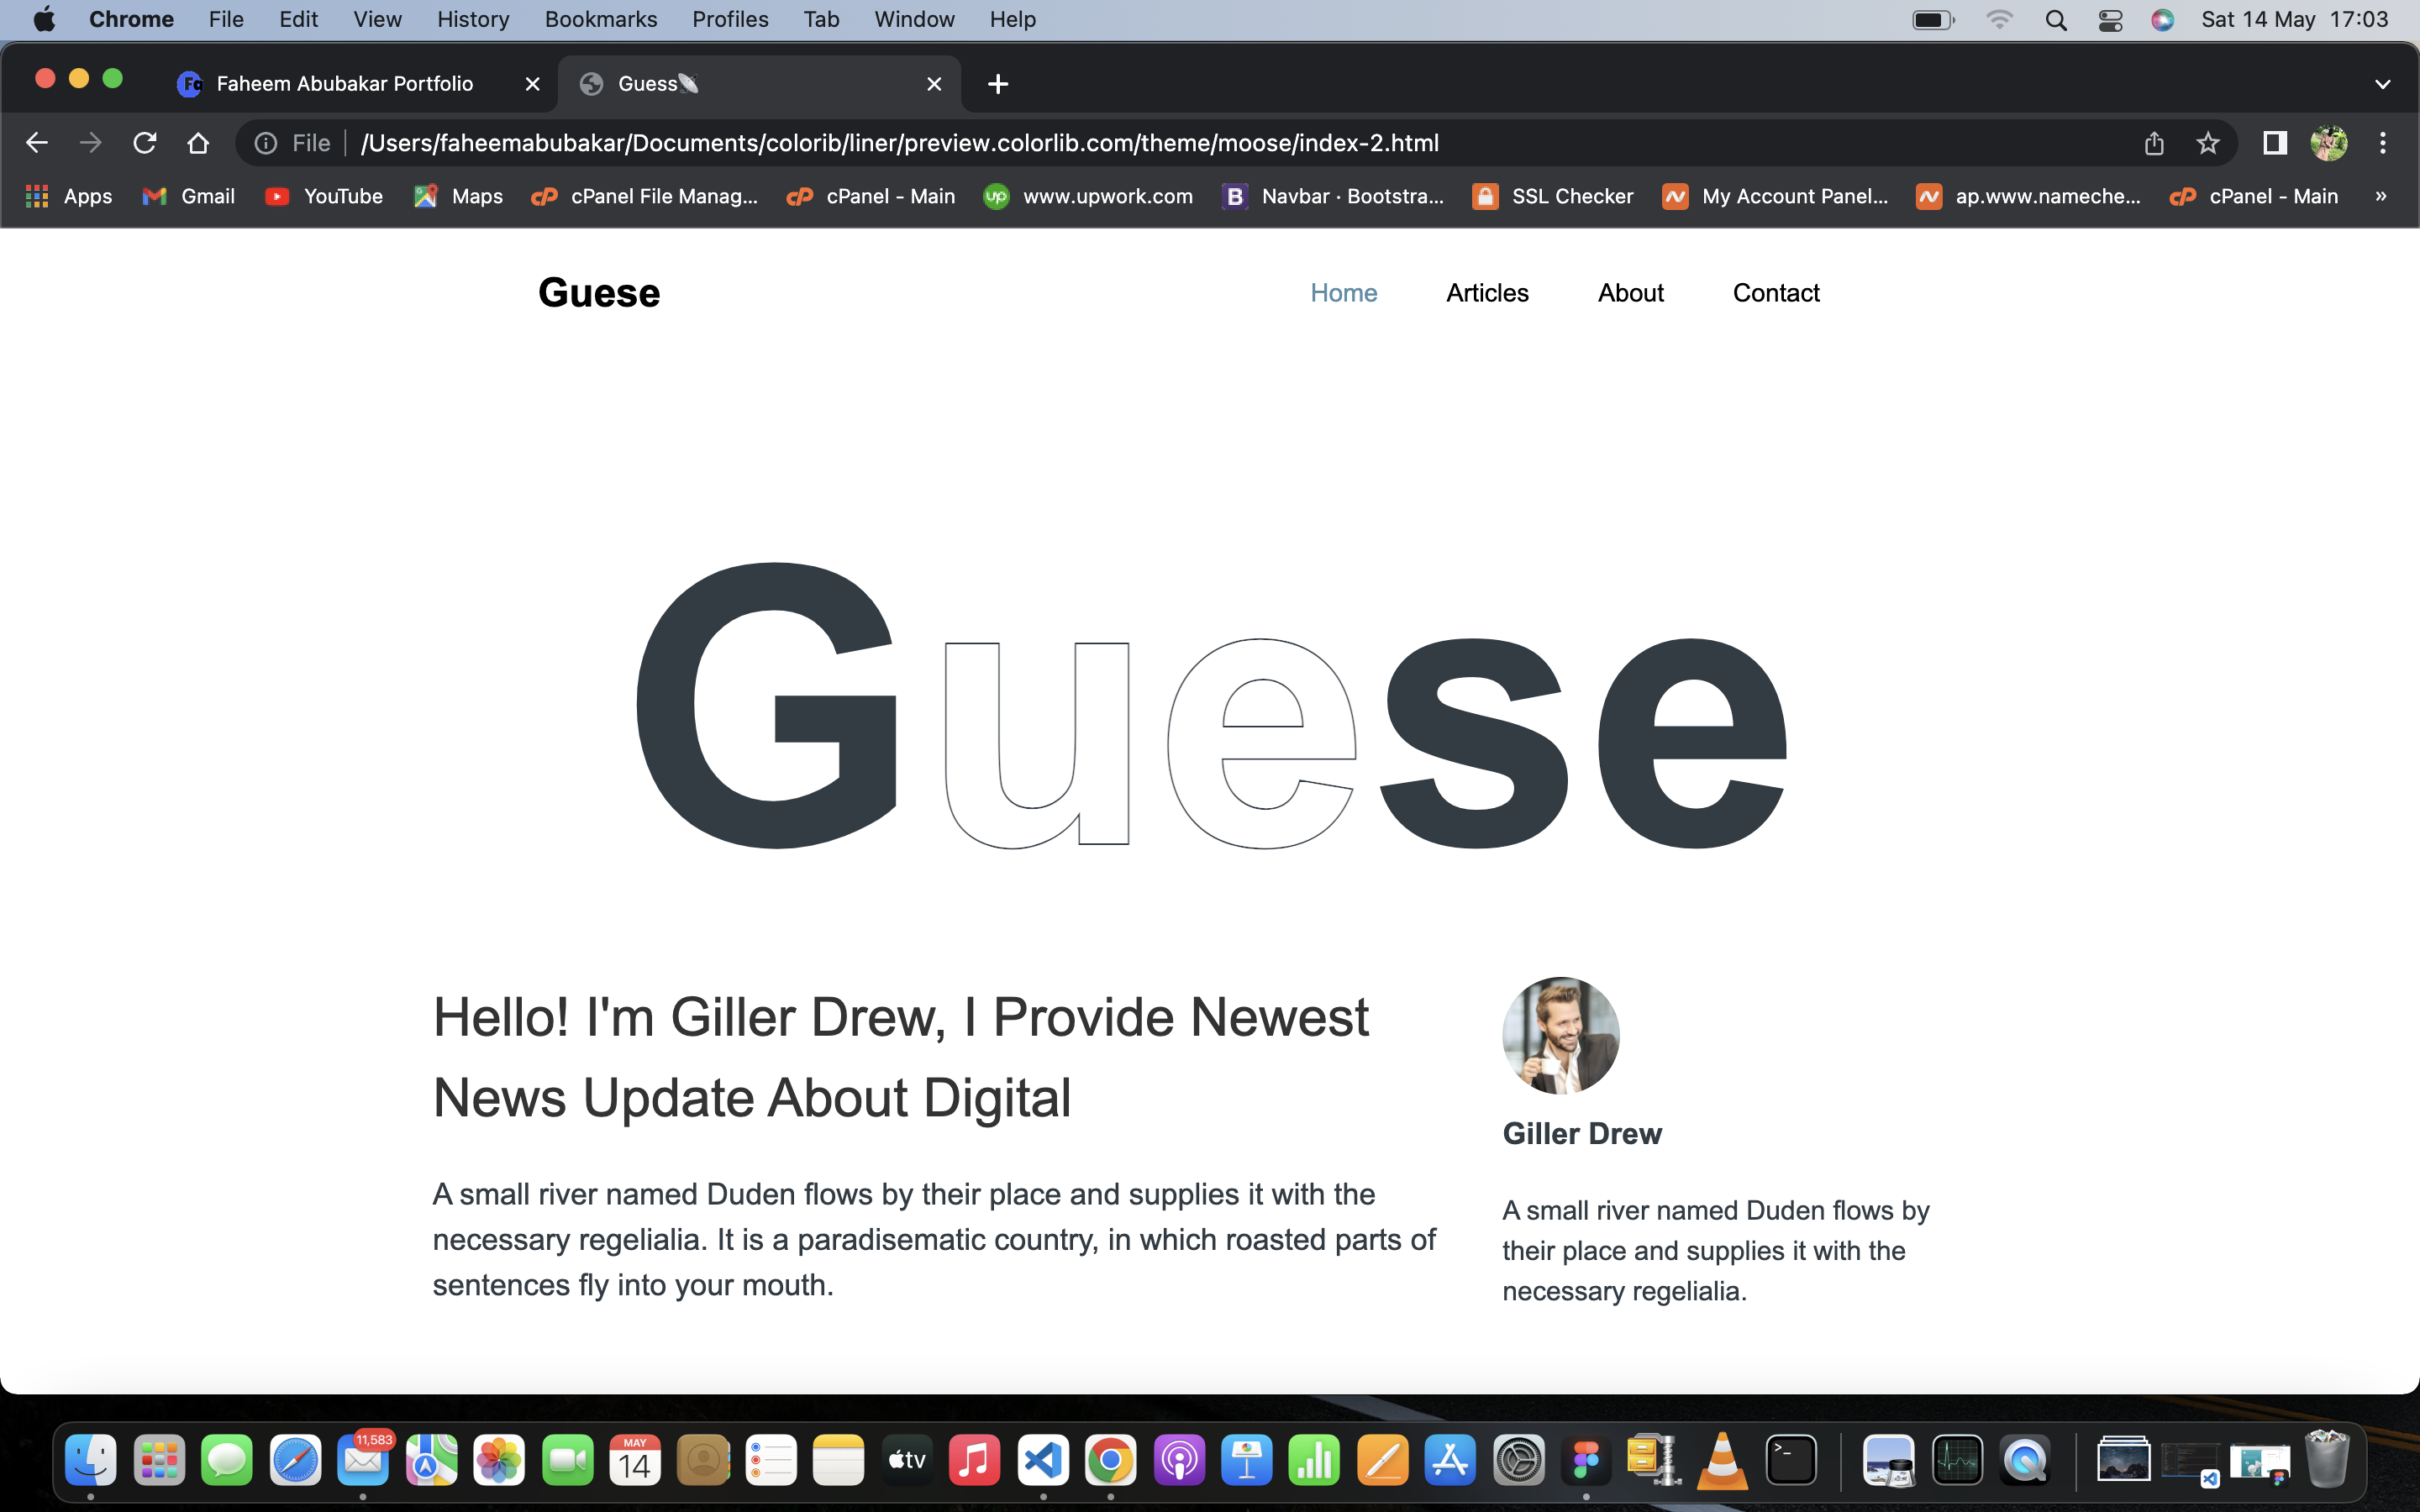 Chrome File Edit View History Bookmarks Profiles Tab Window Help Sat 14 May 17:03
Faheem Abubakar Portfolio Guess📡
File /Users/faheemabubakar/Documents/colorib/liner/preview.colorlib.com/theme/moose/index-2.html
Apps Gmail YouTube Maps cPanel File Manag... cPanel - Main www.upwork.com Navbar · Bootstra... SSL Checker My Account Panel... ap.www.nameche... cPanel - Main »
Guese Home Articles About Contact
Guese
Hello! I'm Giller Drew, I Provide Newest
News Update About Digital
A small river named Duden flows by their place and supplies it with the
necessary regelialia. It is a paradisematic country, in which roasted parts of
sentences fly into your mouth.
Giller Drew
A small river named Duden flows by
their place and supplies it with the
necessary regelialia.
11,583
MAY
14
tv